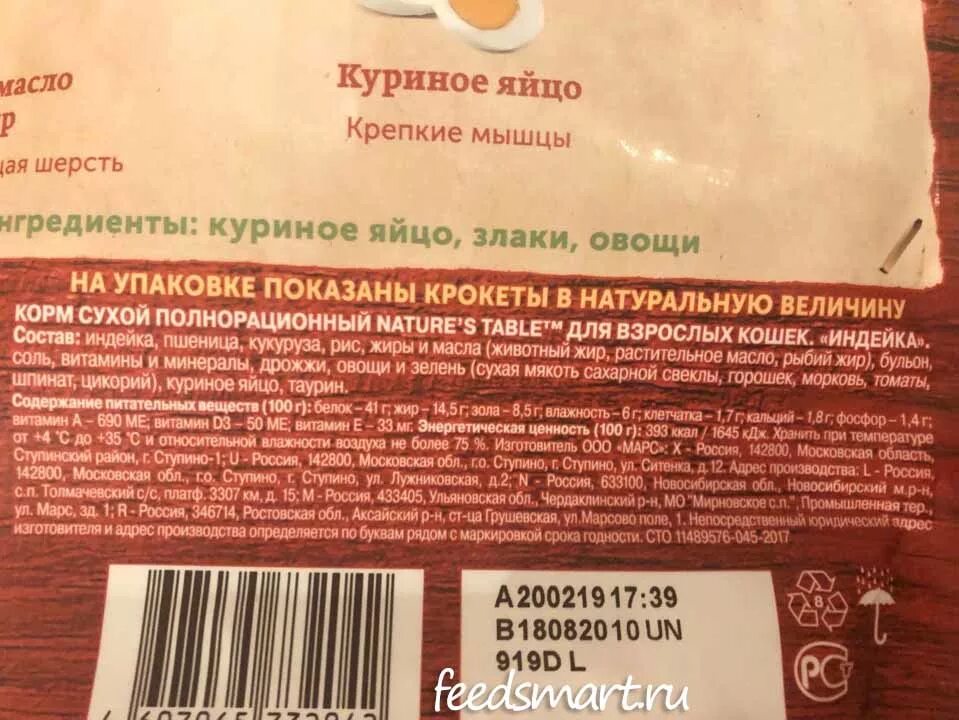 масло
Куриное яйцо
р
Крепкие мышцы
щая шерсть
нгредиенты: куриное яйцо, злаки, овощи
НА УПАКОВКЕ ПОКАЗАНЫ КРОКЕТЫ В НАТУРАЛЬНУЮ ВЕЛИЧИНУ
КОРМ СУХОЙ ПОЛНОРАЦИОННЫЙ NATURE'S TABLE™ ДЛЯ ВЗРОСЛЫХ КОШЕК. «ИНДЕЙКА».
Состав: индейка, пшеница, кукуруза, рис, жиры и масла (животный жир, растительное масло, рыбий жир), бульон,
соль, витамины и минералы, дрожжи, овощи и зелень (сухая мякоть сахарной свеклы, горошек, морковь, томаты,
шпинат, цикорий), куриное яйцо, таурин.
Содержание питательных веществ (100 г): белок – 41 г; жир – 14,5 г; зола – 8,5 г; влажность – 6 г; клетчатка – 1,7 г; кальций – 1,8 г; фосфор – 1,4 г;
витамин А – 690 МЕ; витамин D3 – 50 МЕ; витамин Е – 33 мг. Энергетическая ценность (100 г): 393 ккал / 1645 кДж. Хранить при температуре
от +4 °C до +35 °C и относительной влажности воздуха не более 75 %. Изготовитель ООО «МАРС»: X - Россия, 142800, Московская область,
Ступинский район, г. Ступино-1; U - Россия, 142800, Московская обл., г.о. Ступино, г. Ступино, ул. Ситенка, д. 12. Адрес производства: L - Россия
142800, Московская обл., г.о. Ступино, г. Ступино, ул. Лужниковская, д.2; N - Россия, 633100, Новосибирская обл., Новосибирский м.р-н,
с.п. Толмачевский с/с, платф. 3307 км, д. 15; M - Россия, 433405, Ульяновская обл., Чердаклинский р-н, МО "Мирновское с.п.", Промышленная тер.,
ул. Марс, зд. 1; R - Россия, 346714, Ростовская обл., Аксайский р-н, ст-ца Грушевская, ул.Марсово поле, 1. Непосредственный юридический адрес
изготовителя и адрес производства определяется по буквам рядом с маркировкой срока годности. СТО 11489576-045-2017
A20021917:39
B18082010UN
919D L
8
РС
feedsmart.ru